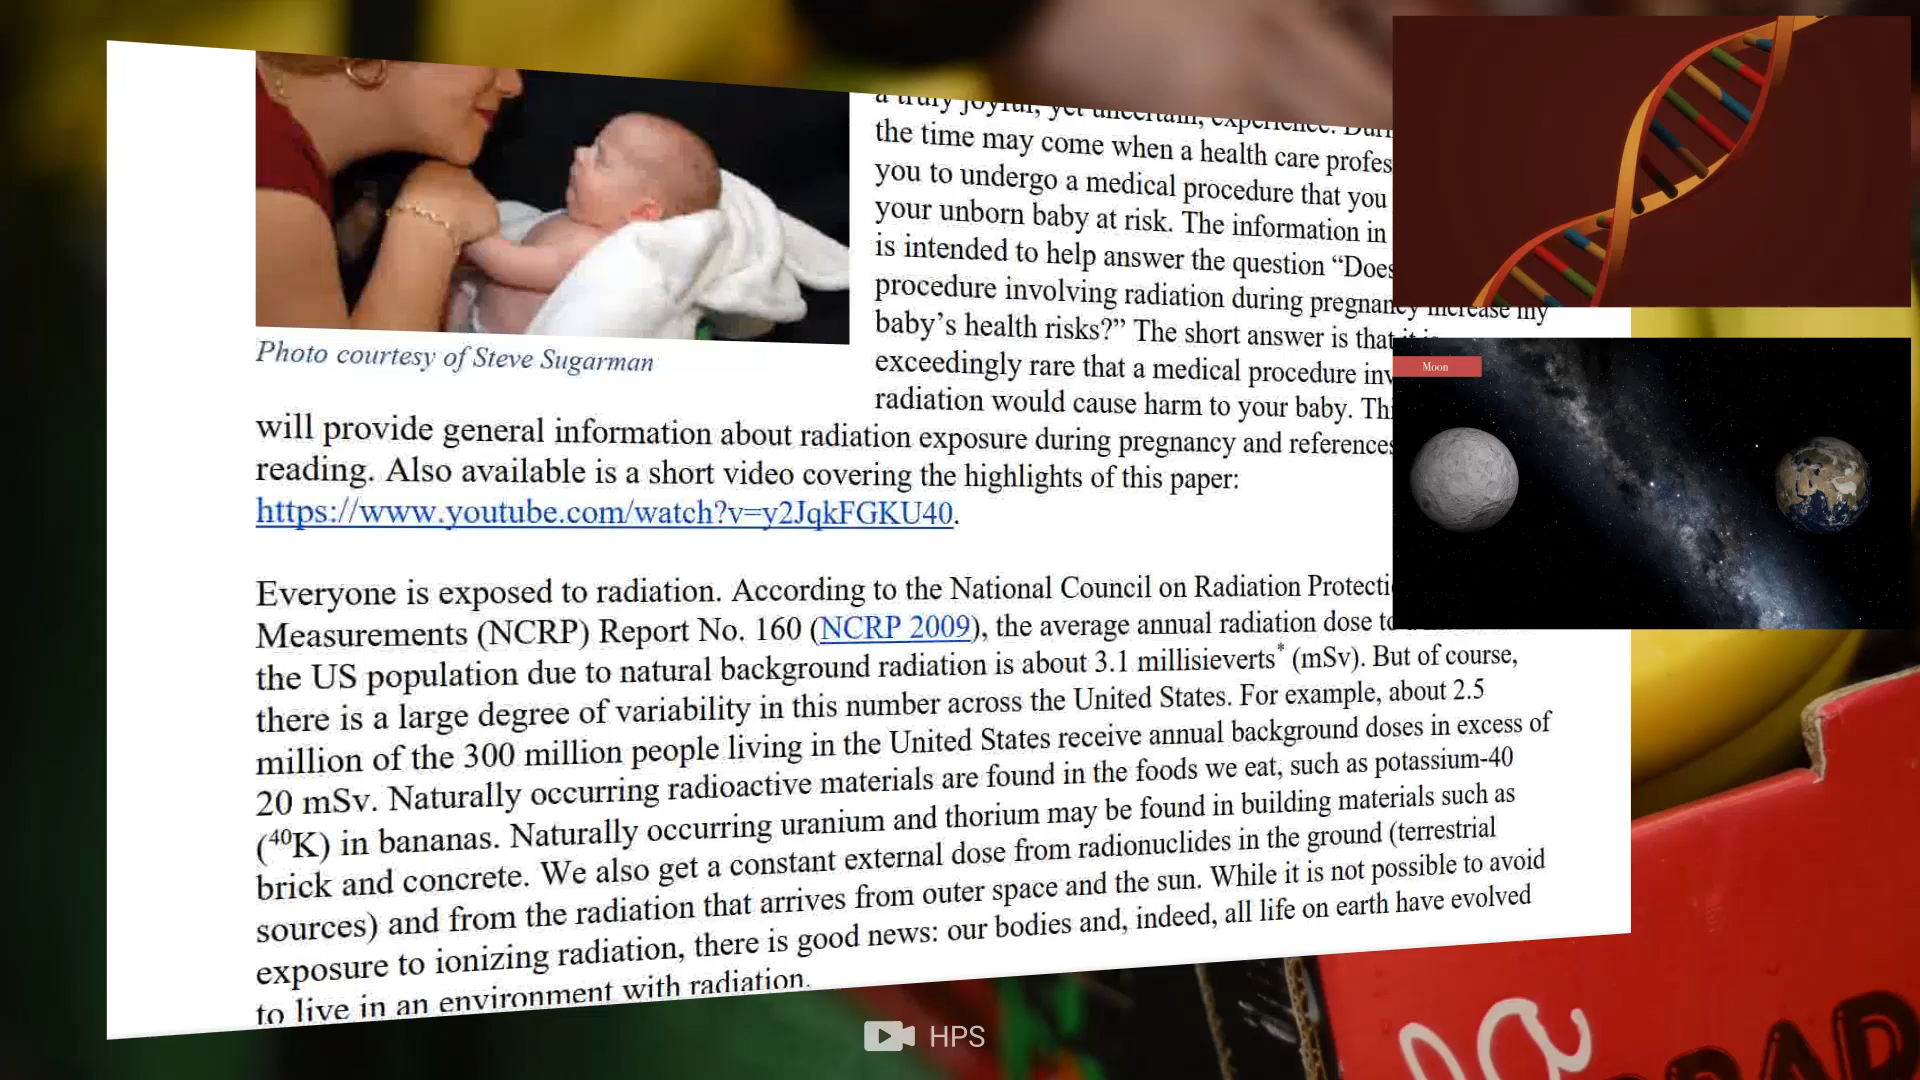 a truly joyful, yet uncertain, experience.
the time may come when a health care
you to undergo a medical procedure that you
your unborn baby at risk. The information in
is intended to help answer the question “Does
procedure involving radiation during pregnancy increase my
baby’s health risks?” The short answer is that it is
exceedingly rare that a medical procedure
radiation would cause harm to your baby.
Photo courtesy of Steve Sugarman
will provide general information about radiation exposure during pregnancy and references
reading. Also available is a short video covering the highlights of this paper:
https://www.youtube.com/watch?v=y2JqkFGKU40.
Everyone is exposed to radiation. According to the National Council on Radiation
Measurements (NCRP) Report No. 160 (NCRP 2009), the average annual radiation dose to
the US population due to natural background radiation is about 3.1 millisieverts* (mSv). But of course,
there is a large degree of variability in this number across the United States. For example, about 2.5
million of the 300 million people living in the United States receive annual background doses in excess of
20 mSv. Naturally occurring radioactive materials are found in the foods we eat, such as potassium-40
(⁴⁰K) in bananas. Naturally occurring uranium and thorium may be found in building materials such as
brick and concrete. We also get a constant external dose from radionuclides in the ground (terrestrial
sources) and from the radiation that arrives from outer space and the sun. While it is not possible to avoid
exposure to ionizing radiation, there is good news: our bodies and, indeed, all life on earth have evolved
to live in an environment with radiation.
Moon
HPS